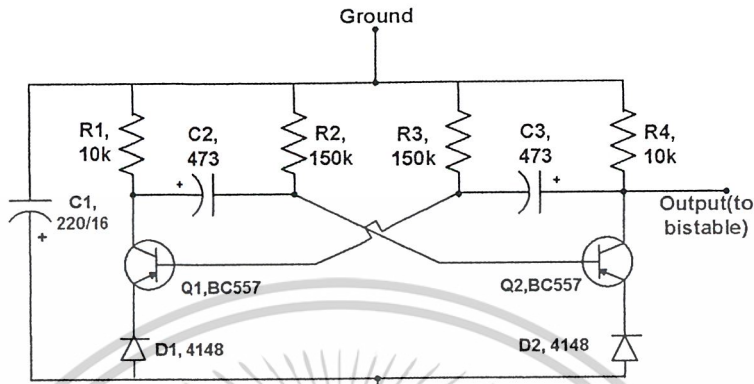 Ground
R1,
10k
C2,
473
R2,
150k
R3,
150k
C3,
473
R4,
10k
+
+
C1,
220/16
+
Output(to
bistable)
Q1,BC557
Q2,BC557
D1, 4148
D2, 4148